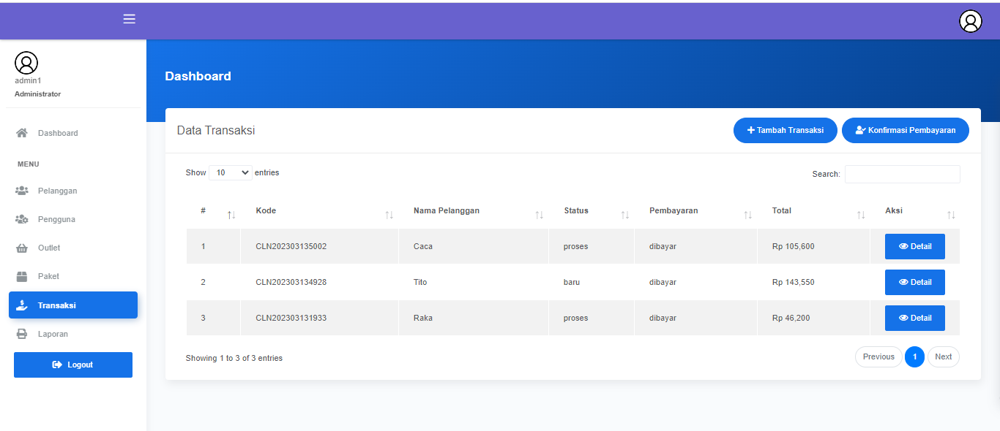 admin1
Administrator
Dashboard
MENU
Pelanggan
Pengguna
Outlet
Paket
Transaksi
Laporan
Logout
Dashboard
Data Transaksi
Tambah Transaksi
Konfirmasi Pembayaran
Show 10 entries
Search:
# Kode Nama Pelanggan Status Pembayaran Total Aksi
1 CLN202303135002 Caca proses dibayar Rp 105,600 Detail
2 CLN202303134928 Tito baru dibayar Rp 143,550 Detail
3 CLN202303131933 Raka proses dibayar Rp 46,200 Detail
Showing 1 to 3 of 3 entries
Previous 1 Next